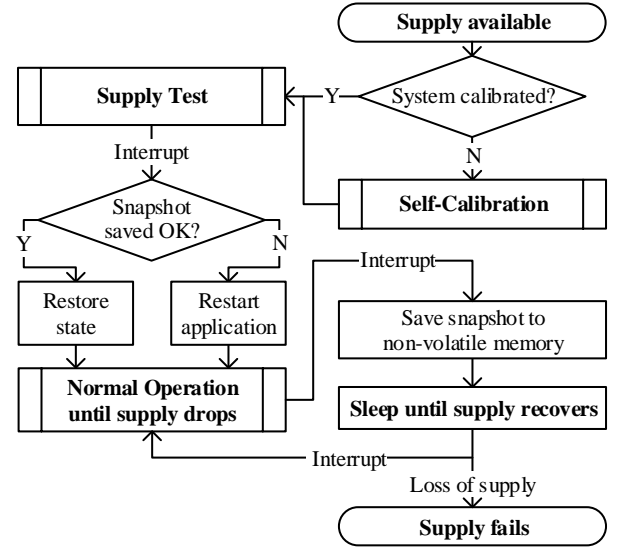 Supply available
System calibrated?
Y
N
Supply Test
Self-Calibration
Interrupt
Snapshot
saved OK?
Y
N
Restore
state
Restart
application
Normal Operation
until supply drops
Interrupt
Save snapshot to
non-volatile memory
Sleep until supply recovers
Interrupt
Loss of supply
Supply fails